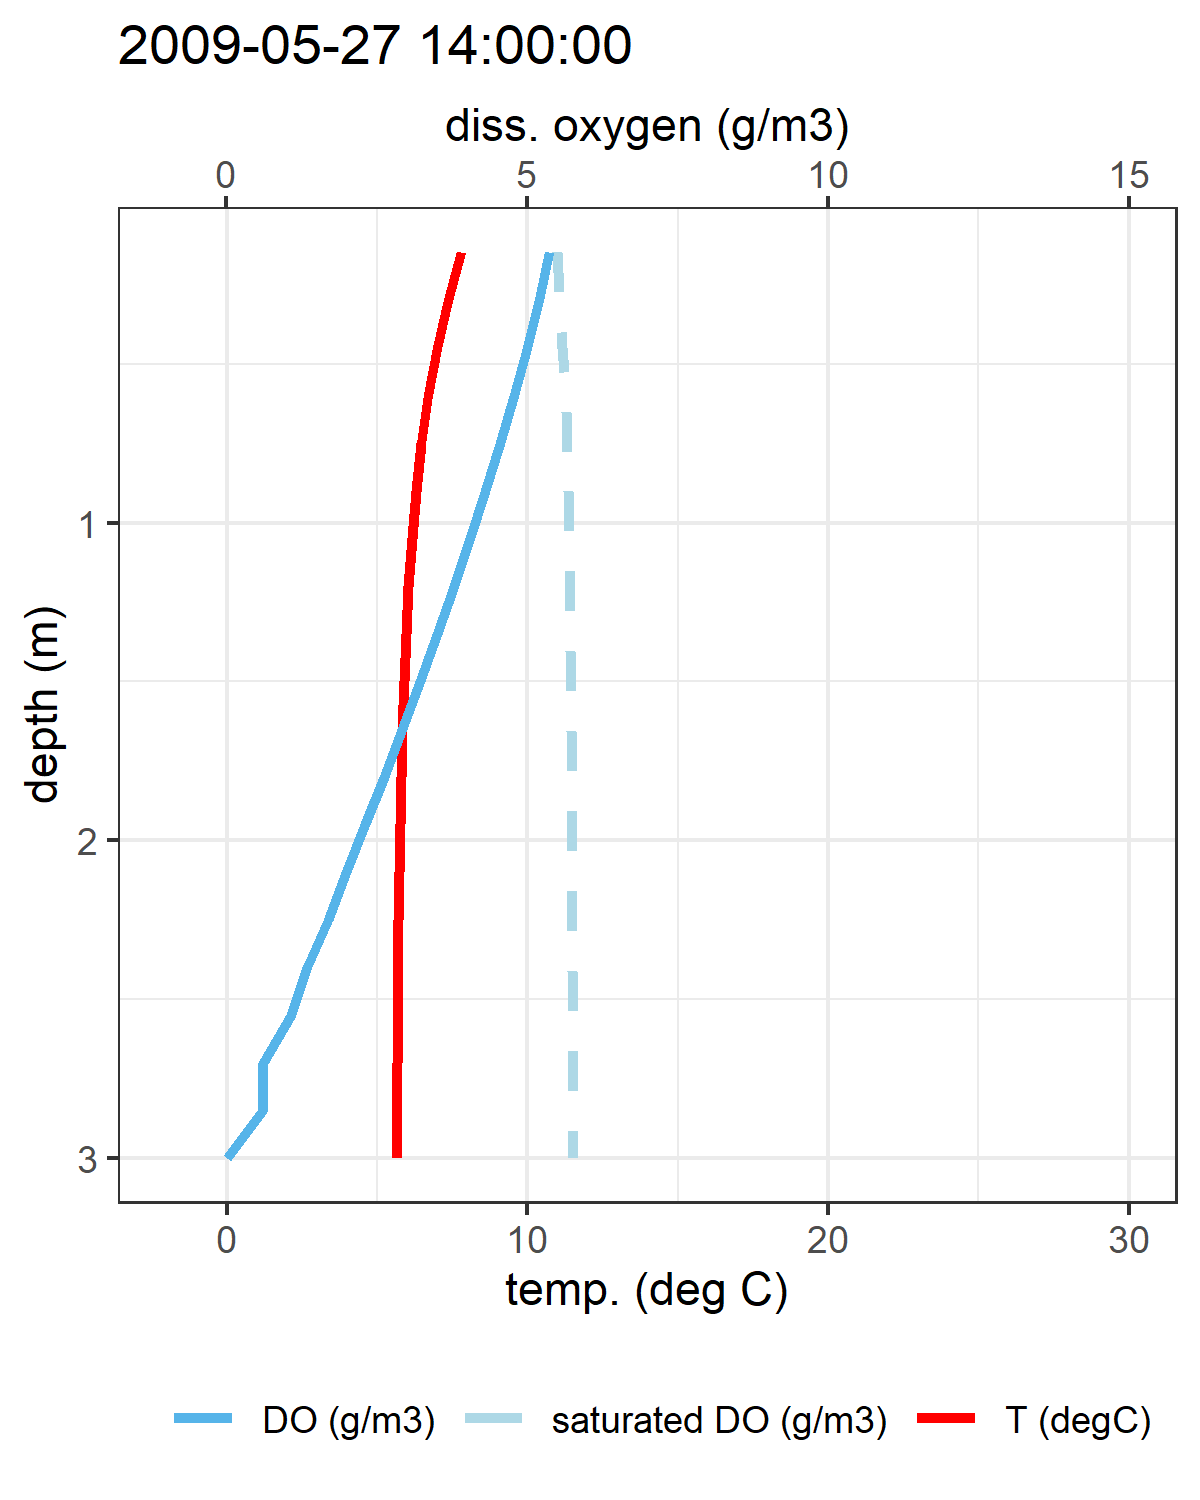 2009-05-27 14:00:00
diss. oxygen (g/m3)
0 5 10 15
depth (m)
1
2
3
0 10 20 30
temp. (deg C)
DO (g/m3) saturated DO (g/m3) T (degC)